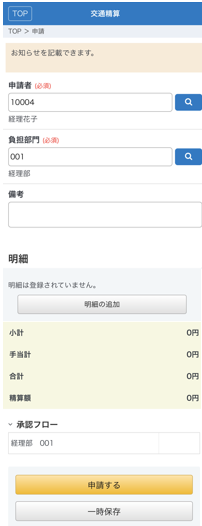 TOP
交通精算
TOP > 申請
お知らせを記載できます。
申請者 (必須)
10004
経理花子
負担部門 (必須)
001
経理部
備考
明細
明細は登録されていません。
明細の追加
小計 0円
手当計 0円
合計 0円
精算額 0円
承認フロー
経理部 001
申請する
一時保存